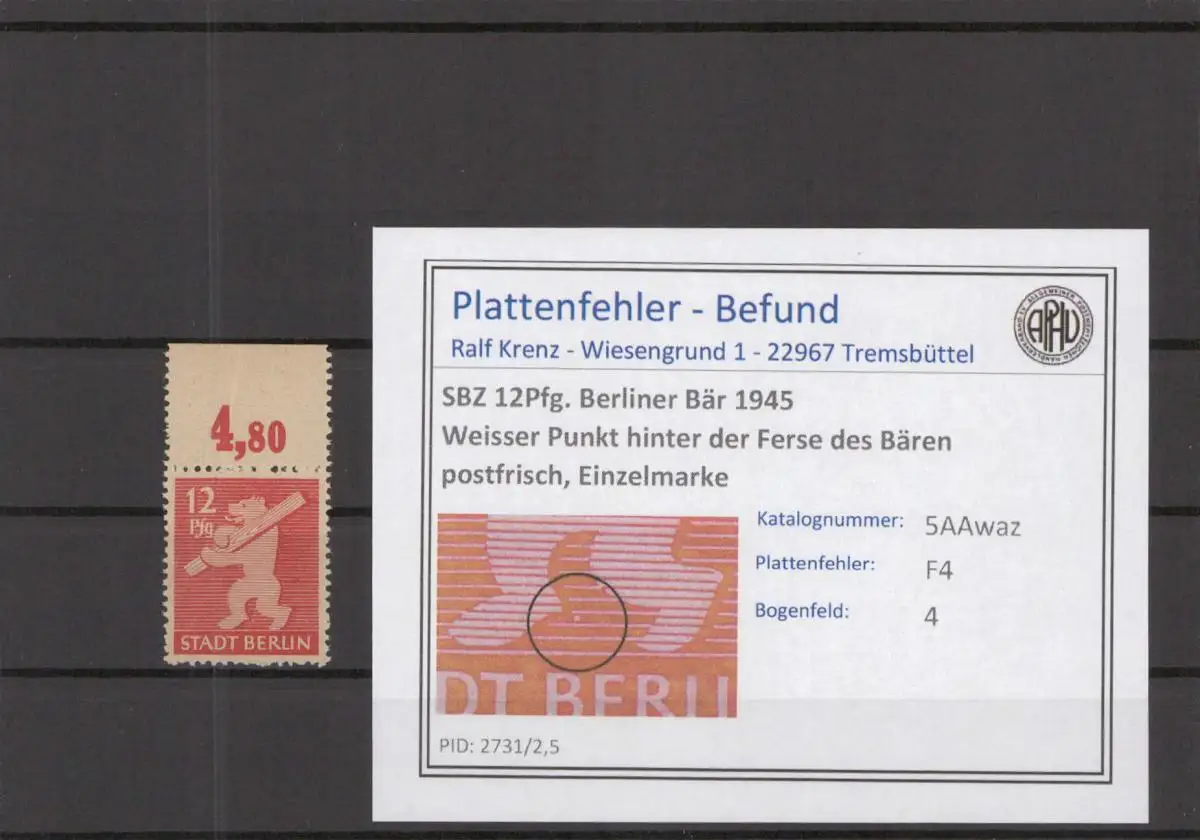 4,80
12
Pfg
STADT BERLIN
Plattenfehler - Befund
Ralf Krenz - Wiesengrund 1 - 22967 Tremsbüttel
APHV
SBZ 12Pfg. Berliner Bär 1945
Weisser Punkt hinter der Ferse des Bären
postfrisch, Einzelmarke
Katalognummer: 5AAwaz
Plattenfehler: F4
Bogenfeld: 4
DT BERLI
PID: 2731/2,5